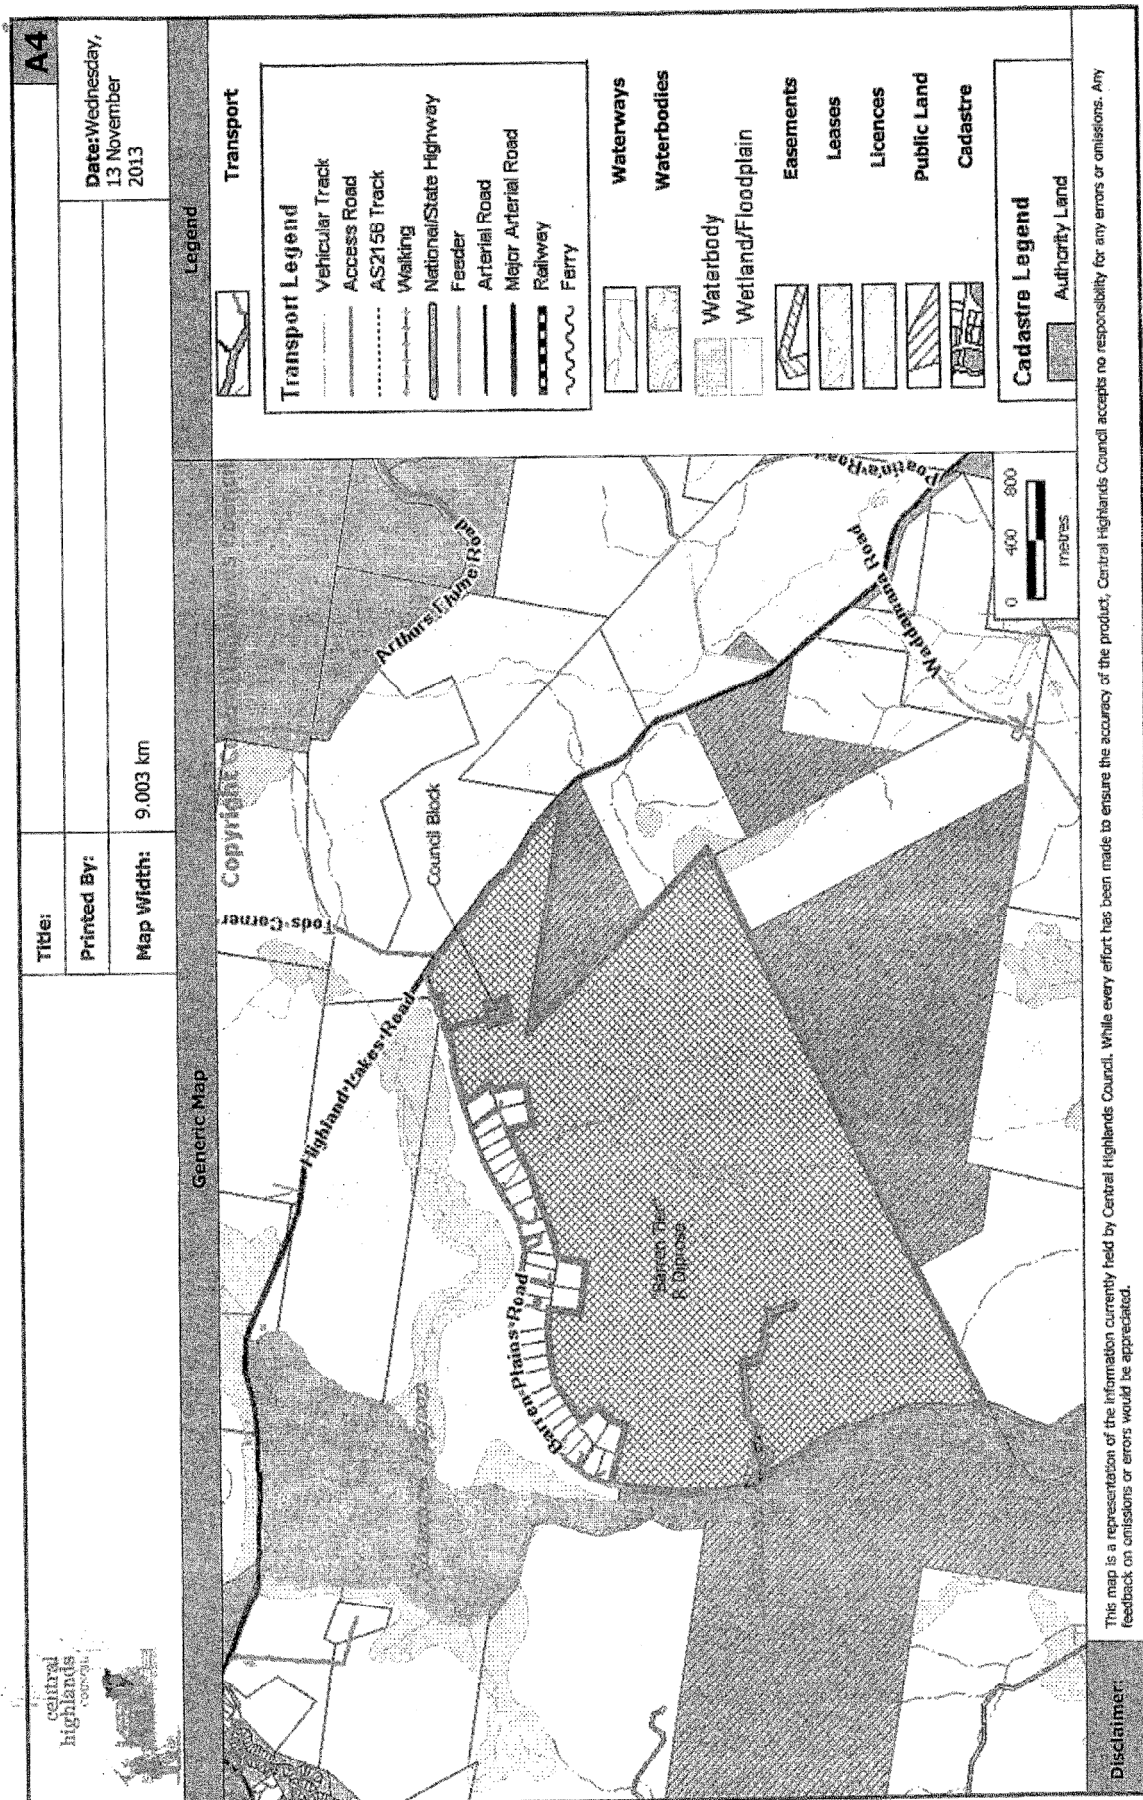 central
highlands
COUNCIL
Title:
A4
Printed By:
Date:Wednesday,
13 November
2013
Map Width: 9.003 km
Generic Map
Legend
Copyright
Tods Corner
Arthurs Flume Road
Highland Lakes Road
Council Block
Barren Plains Road
Barren Tier
R Diprose
Waddamana Road
Poatina Road
0 400 800
metres
Transport
Transport Legend
Vehicular Track
Access Road
AS2156 Track
Walking
National/State Highway
Feeder
Arterial Road
Major Arterial Road
Railway
Ferry
Waterways
Waterbodies
Waterbody
Wetland/Floodplain
Easements
Leases
Licences
Public Land
Cadastre
Cadastre Legend
Authority Land
Disclaimer:
This map is a representation of the information currently held by Central Highlands Council. While every effort has been made to ensure the accuracy of the product, Central Highlands Council accepts no responsibility for any errors or omissions. Any
feedback on omissions or errors would be appreciated.